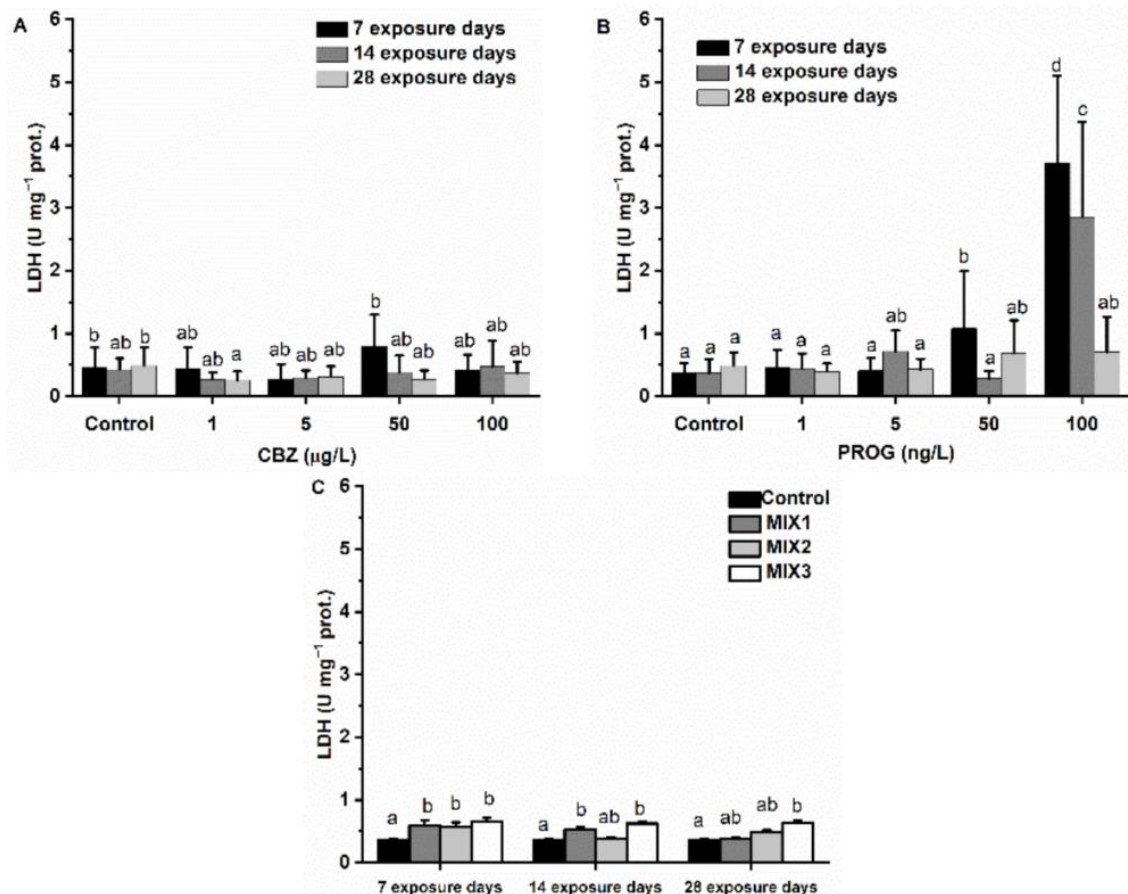 A
6
5
4
3
2
1
0
LDH (U mg⁻¹ prot.)
7 exposure days
14 exposure days
28 exposure days
b ab b
ab ab a
ab ab ab
b ab ab
ab ab ab
Control 1 5 50 100
CBZ (µg/L)
B
6
5
4
3
2
1
0
LDH (U mg⁻¹ prot.)
7 exposure days
14 exposure days
28 exposure days
a a a
a a a
a ab a
b a ab
d c ab
Control 1 5 50 100
PROG (ng/L)
C
6
5
4
3
2
1
0
LDH (U mg⁻¹ prot.)
Control
MIX1
MIX2
MIX3
a b b b
a b ab b
a ab ab b
7 exposure days 14 exposure days 28 exposure days